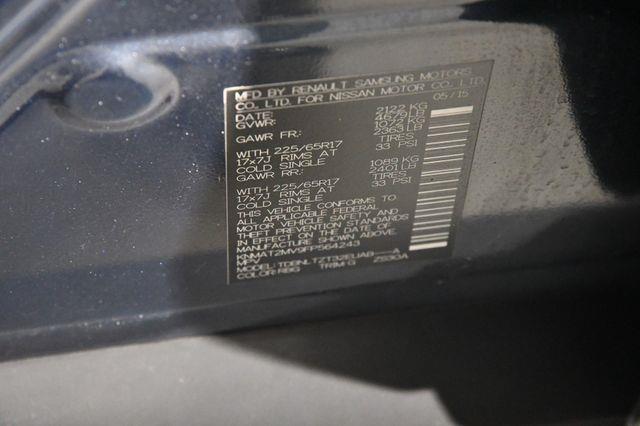 MFD BY RENAULT SAMSUNG MOTORS
CO. LTD. FOR NISSAN MOTOR CO. LTD.
DATE: 05/15
GVWR: 2122 KG
4679 LB
GAWR FR: 1072 KG
2363 LB
WITH 225/65R17 TIRES
17x7J RIMS AT 33 PSI
COLD SINGLE
GAWR RR: 1089 KG
2401 LB
WITH 225/65R17 TIRES
17x7J RIMS AT 33 PSI
COLD SINGLE
THIS VEHICLE CONFORMS TO
ALL APPLICABLE FEDERAL
MOTOR VEHICLE SAFETY AND
THEFT PREVENTION STANDARDS
IN EFFECT ON THE DATE OF
MANUFACTURE SHOWN ABOVE.
KNMAT2MV9FP564243
MPV
MODEL: TDBNLTZT32EUAB----A
COLOR: RBG TRIM: G ZS30A